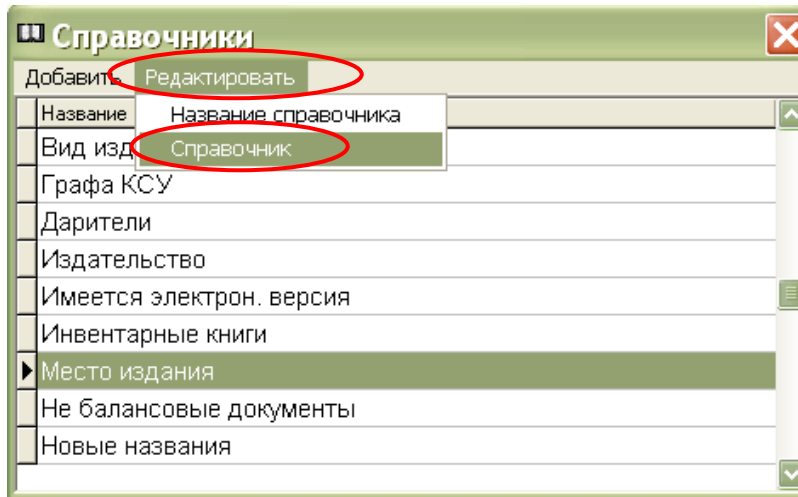 Справочники
Добавить Редактировать
Название Название справочника
Вид изд Справочник
Графа КСУ
Дарители
Издательство
Имеется электрон. версия
Инвентарные книги
Место издания
Не балансовые документы
Новые названия